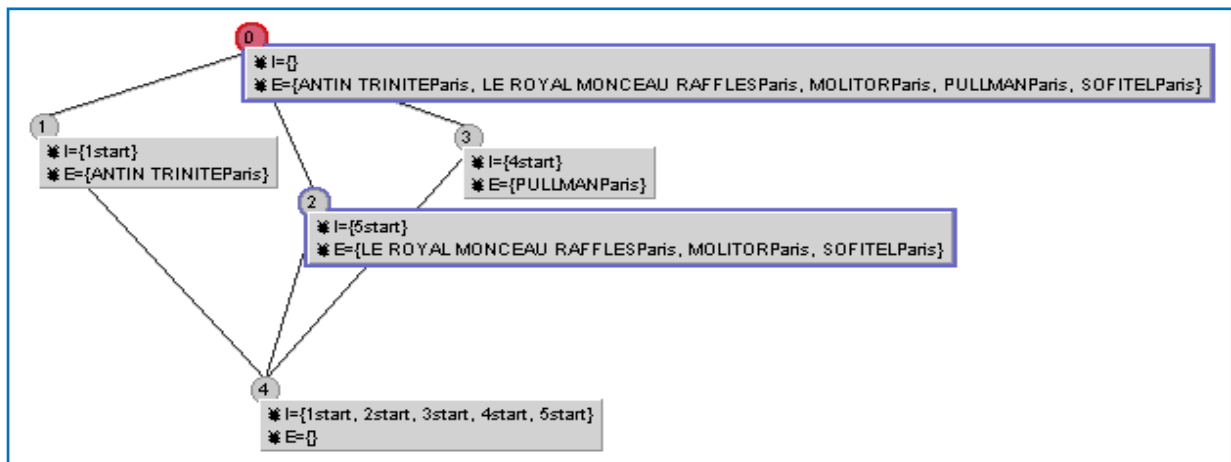 0
I={}
E={ANTIN TRINITEParis, LE ROYAL MONCEAU RAFFLESParis, MOLITORParis, PULLMANParis, SOFITELParis}
1
I={1start}
E={ANTIN TRINITEParis}
3
I={4start}
E={PULLMANParis}
2
I={5start}
E={LE ROYAL MONCEAU RAFFLESParis, MOLITORParis, SOFITELParis}
4
I={1start, 2start, 3start, 4start, 5start}
E={}